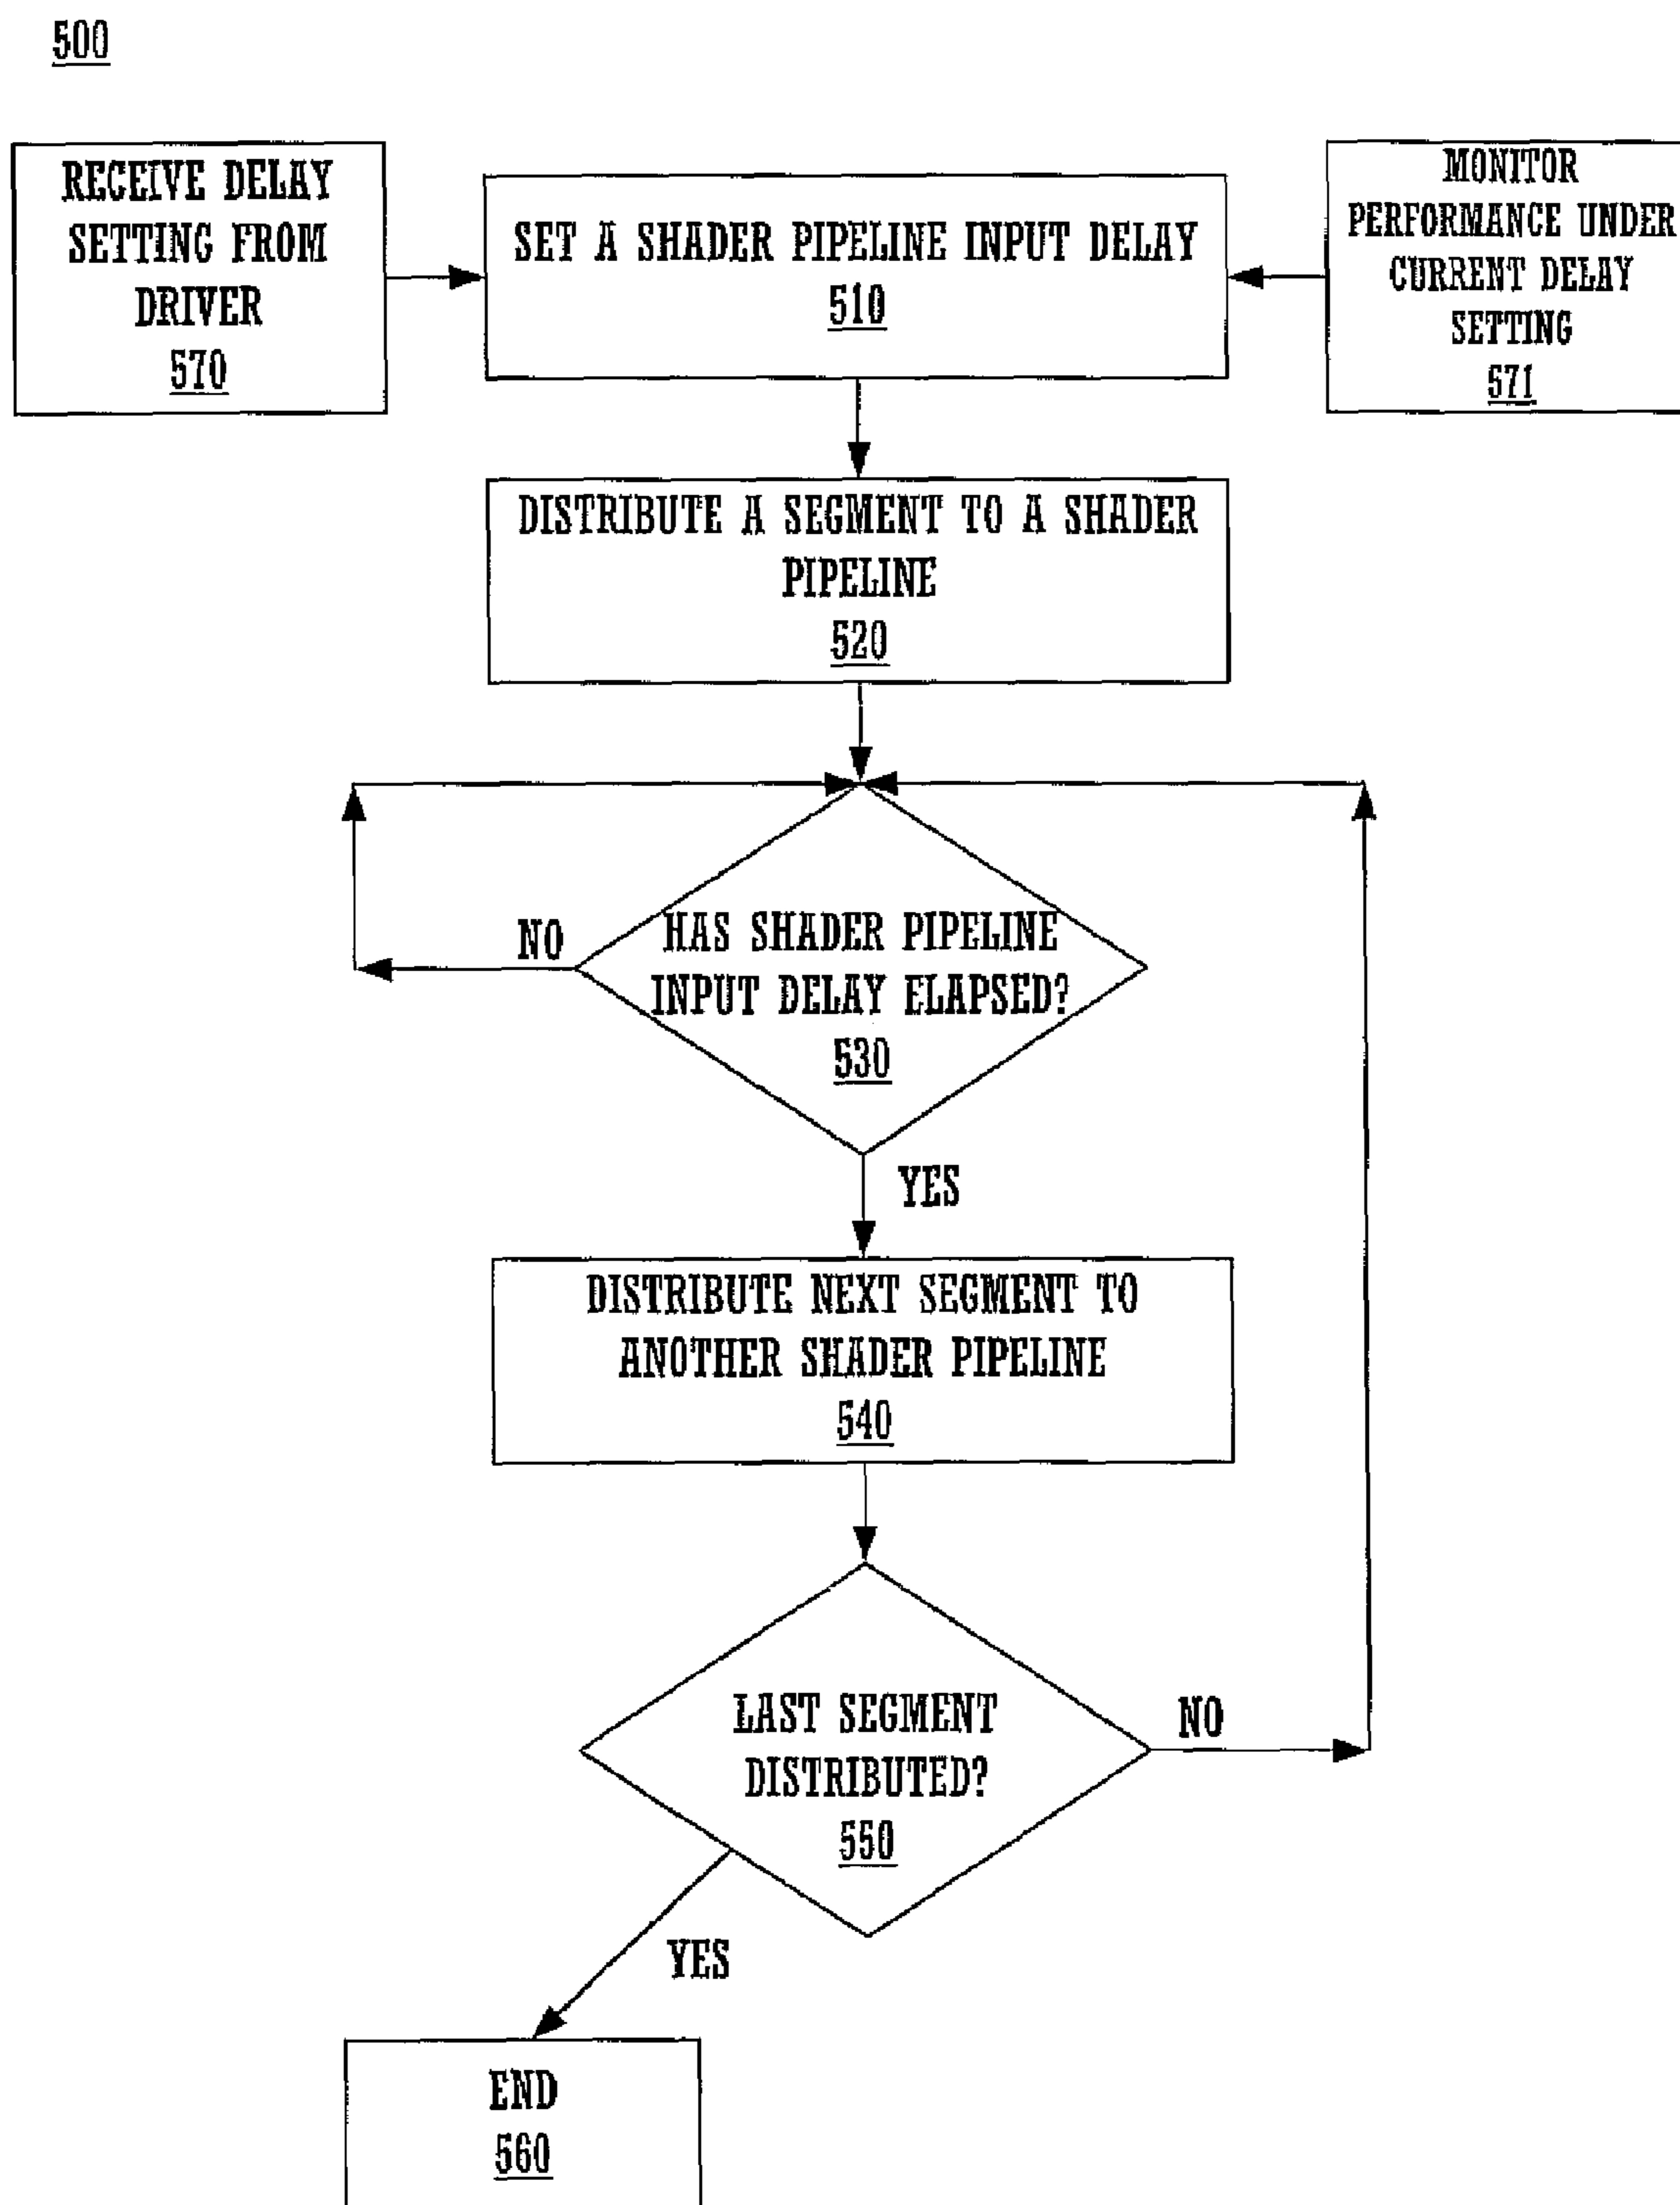 500
RECEIVE DELAY
SETTING FROM
DRIVER
570
SET A SHADER PIPELINE INPUT DELAY
510
MONITOR
PERFORMANCE UNDER
CURRENT DELAY
SETTING
571
DISTRIBUTE A SEGMENT TO A SHADER
PIPELINE
520
NO
HAS SHADER PIPELINE
INPUT DELAY ELAPSED?
530
YES
DISTRIBUTE NEXT SEGMENT TO
ANOTHER SHADER PIPELINE
540
LAST SEGMENT
DISTRIBUTED?
550
NO
YES
END
560